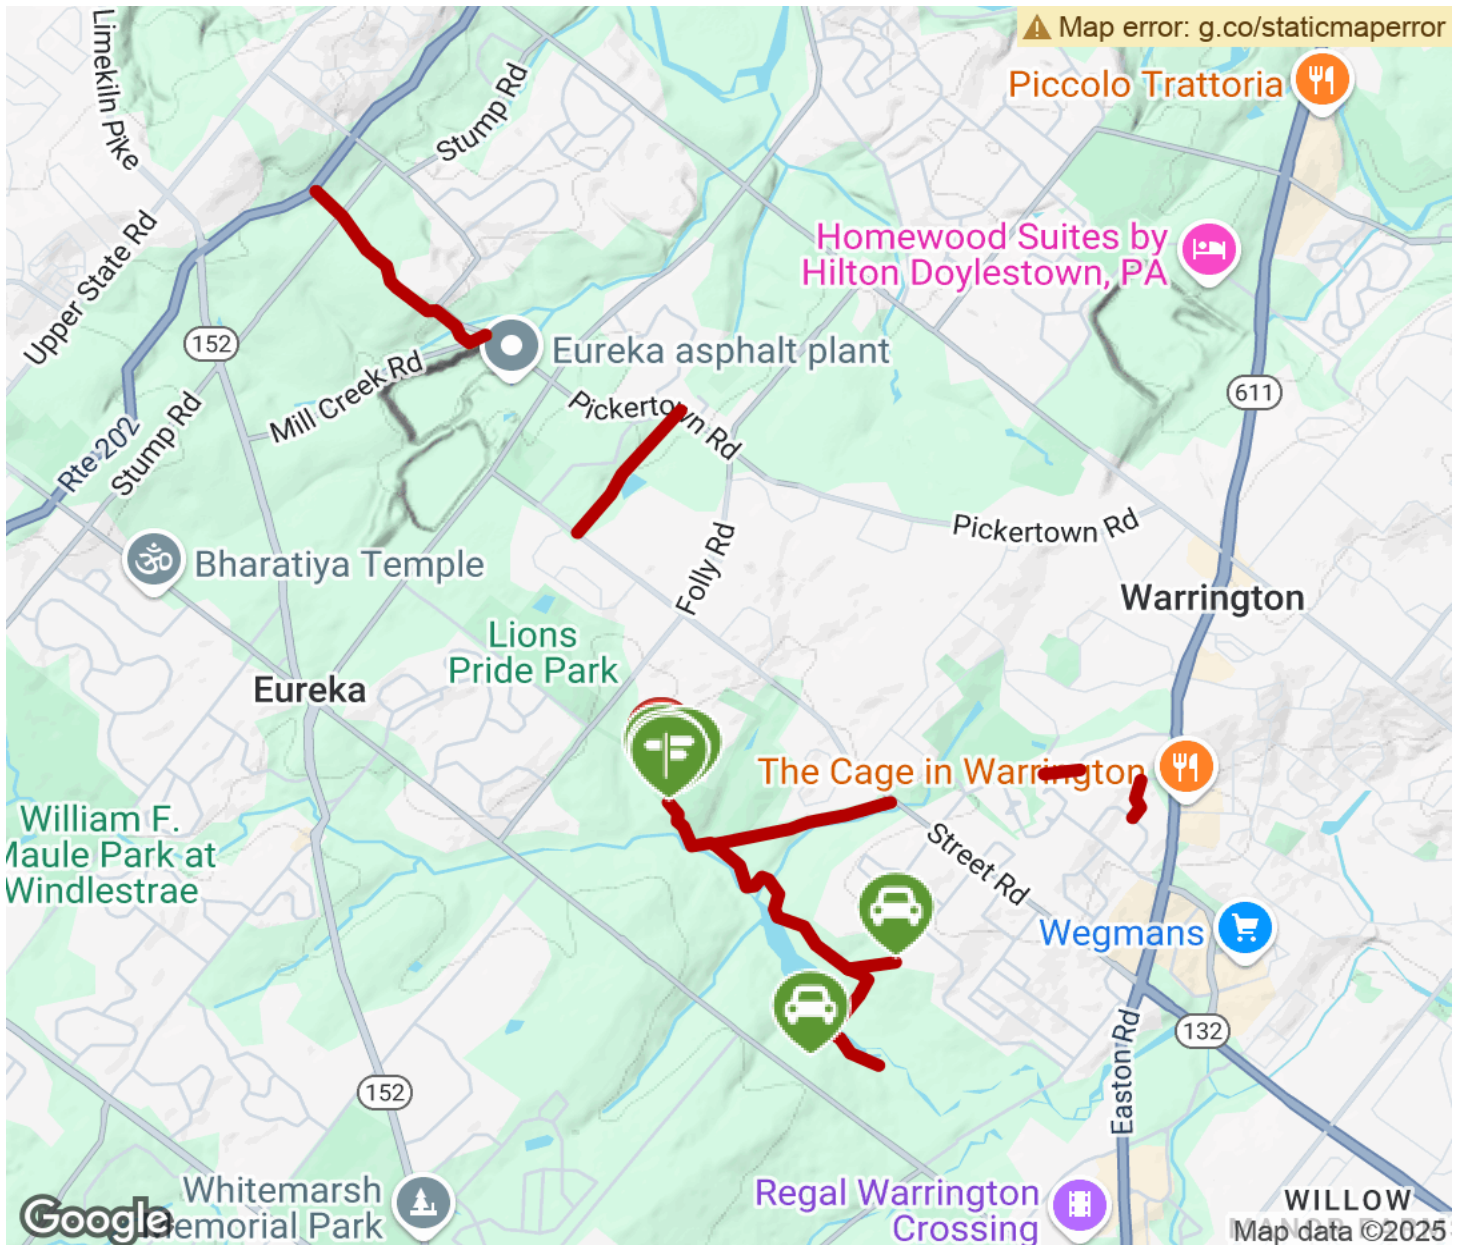 Map error: g.co/staticmaperror
Limekiln Pike
Stump Rd
Piccolo Trattoria
Upper State Rd
Homewood Suites by
Hilton Doylestown, PA
152
Eureka asphalt plant
Mill Creek Rd
611
Pickertown Rd
Rte 202
Stump Rd
Pickertown Rd
Bharatiya Temple
Folly Rd
Warrington
Lions
Pride Park
Eureka
The Cage in Warrington
William F.
Maule Park at
Windlestrae
Street Rd
Wegmans
Easton Rd
132
152
Whitemarsh
Memorial Park
Regal Warrington
Crossing
WILLOW
Google
Map data ©2025